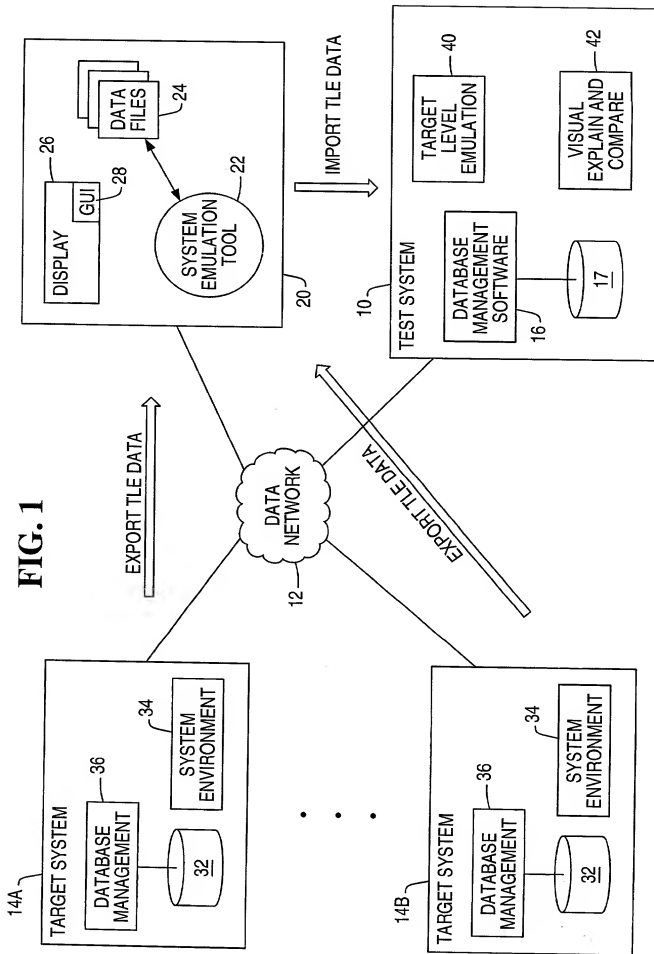 FIG. 1
14A
TARGET SYSTEM
36
DATABASE
MANAGEMENT
32
34
SYSTEM
ENVIRONMENT
14B
TARGET SYSTEM
36
DATABASE
MANAGEMENT
32
34
SYSTEM
ENVIRONMENT
EXPORT TLE DATA
DATA
NETWORK
12
EXPORT TLE DATA
26
28
DISPLAY
GUI
DATA
FILES
24
22
SYSTEM
EMULATION
TOOL
20
IMPORT TLE DATA
10
TEST SYSTEM
DATABASE
MANAGEMENT
SOFTWARE
16
17
TARGET
LEVEL
EMULATION
40
VISUAL
EXPLAIN AND
COMPARE
42